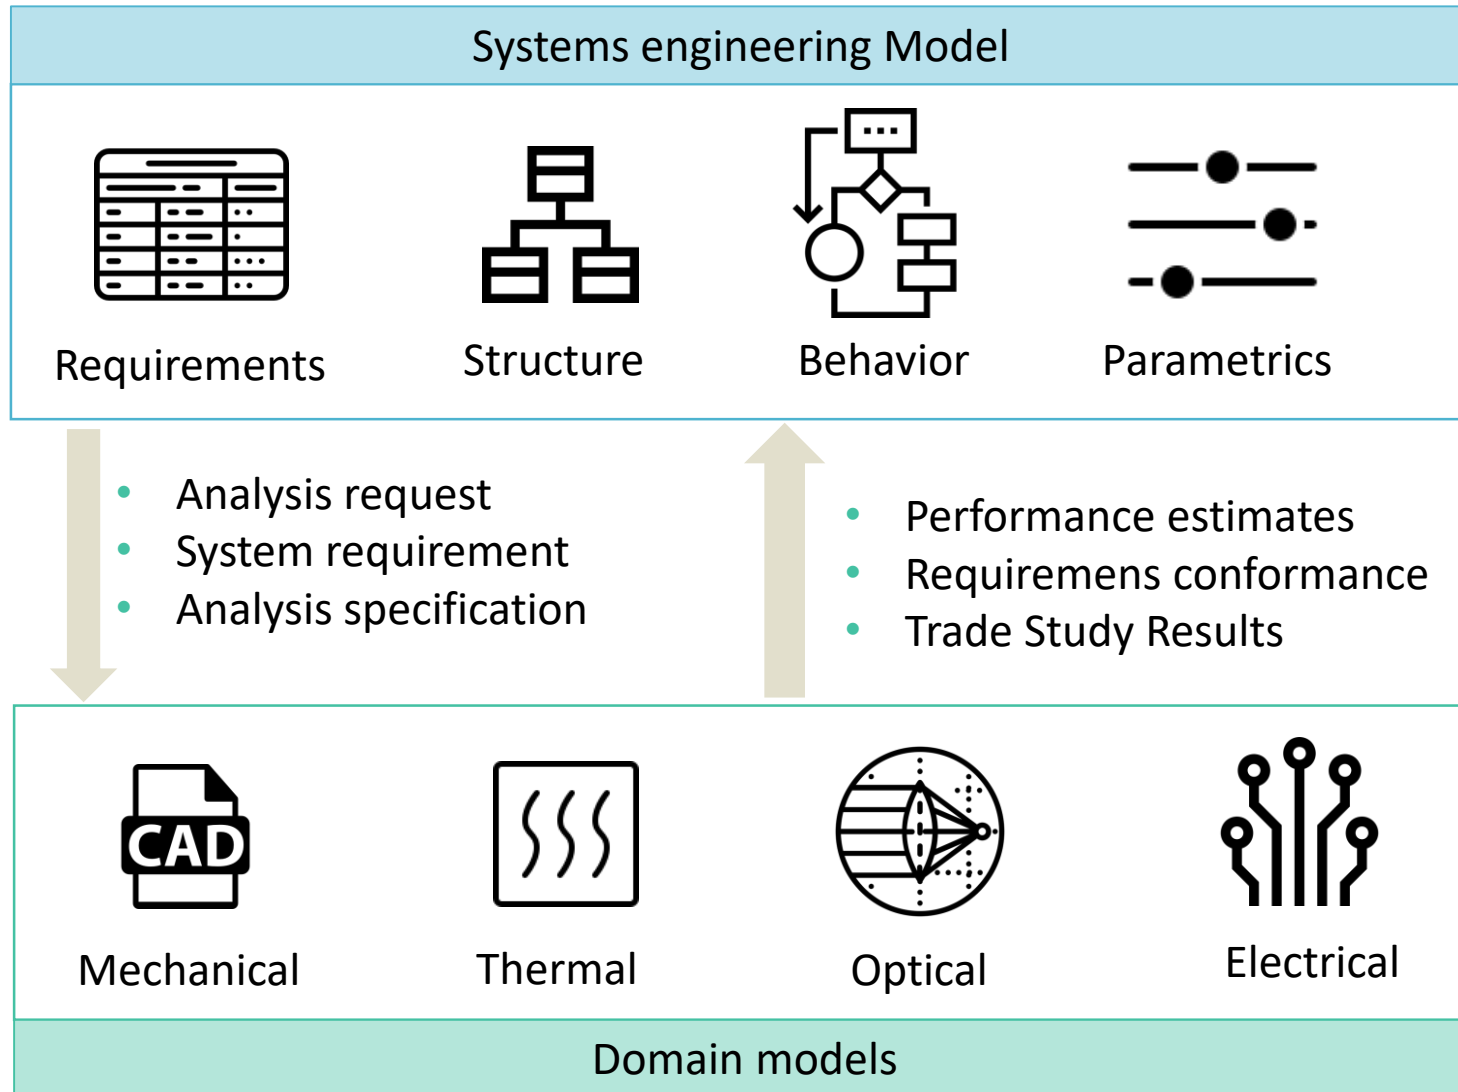 Systems engineering Model
Requirements
Structure
Behavior
Parametrics
• Analysis request
• System requirement
• Analysis specification
• Performance estimates
• Requiremens conformance
• Trade Study Results
CAD
Mechanical
Thermal
Optical
Electrical
Domain models